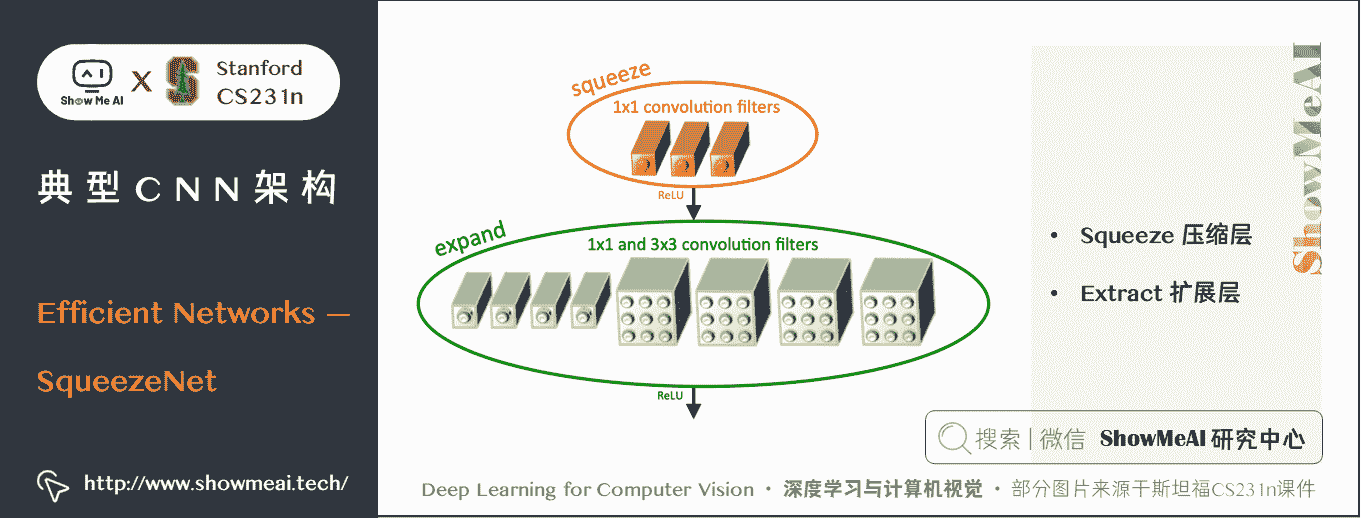 Show Me AI
X
Stanford
CS231n
典型CNN架构
Efficient Networks —
SqueezeNet
http://www.showmeai.tech/
squeeze
1x1 convolution filters
ReLU
expand
1x1 and 3x3 convolution filters
ReLU
• Squeeze 压缩层
• Extract 扩展层
ShowMeAI
搜索 | 微信 ShowMeAI 研究中心
Deep Learning for Computer Vision · 深度学习与计算机视觉 · 部分图片来源于斯坦福CS231n课件